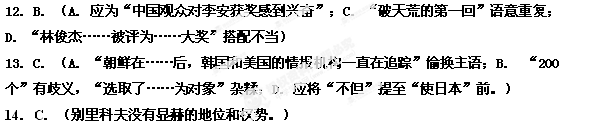 12. B. （A. 应为“中国观众对李安获奖感到兴奋”；C. “破天荒的第一回”语意重复；
D. “林俊杰……被评为……大奖”搭配不当）
13. C. （A. “朝鲜在……后，韩国和美国的情报机构一直在追踪”偷换主语；B. “200
个”有歧义，“选取了……为对象”杂糅；D. 应将“不但”提至“使日本”前。）
14. C. （别里科夫没有显赫的地位和权势。）